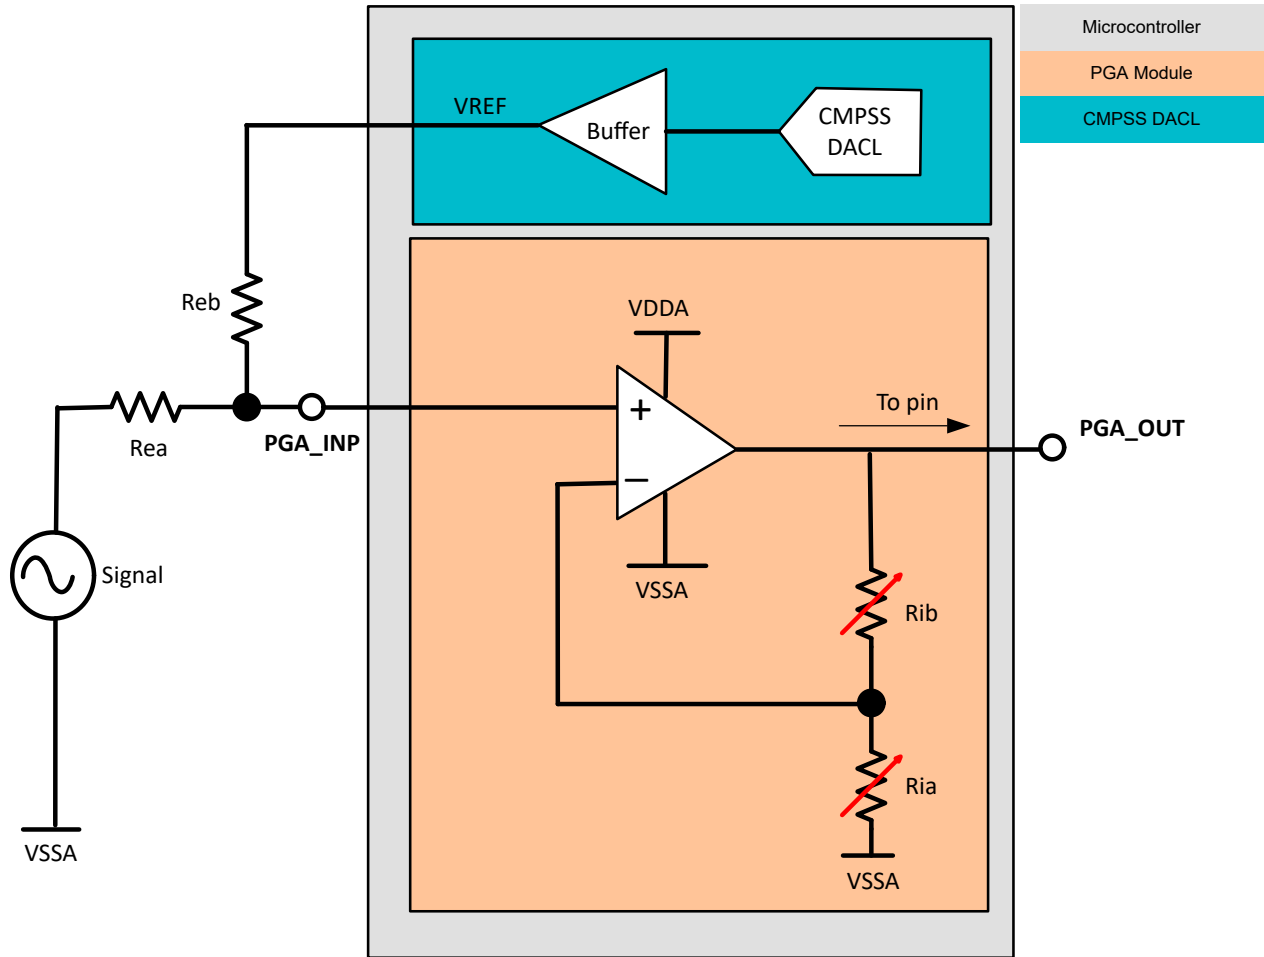 Microcontroller
PGA Module
CMPSS DACL
VREF
Buffer
CMPSS
DACL
Reb
VDDA
Rea
PGA_INP
+
To pin
PGA_OUT
−
Signal
VSSA
Rib
Ria
VSSA
VSSA